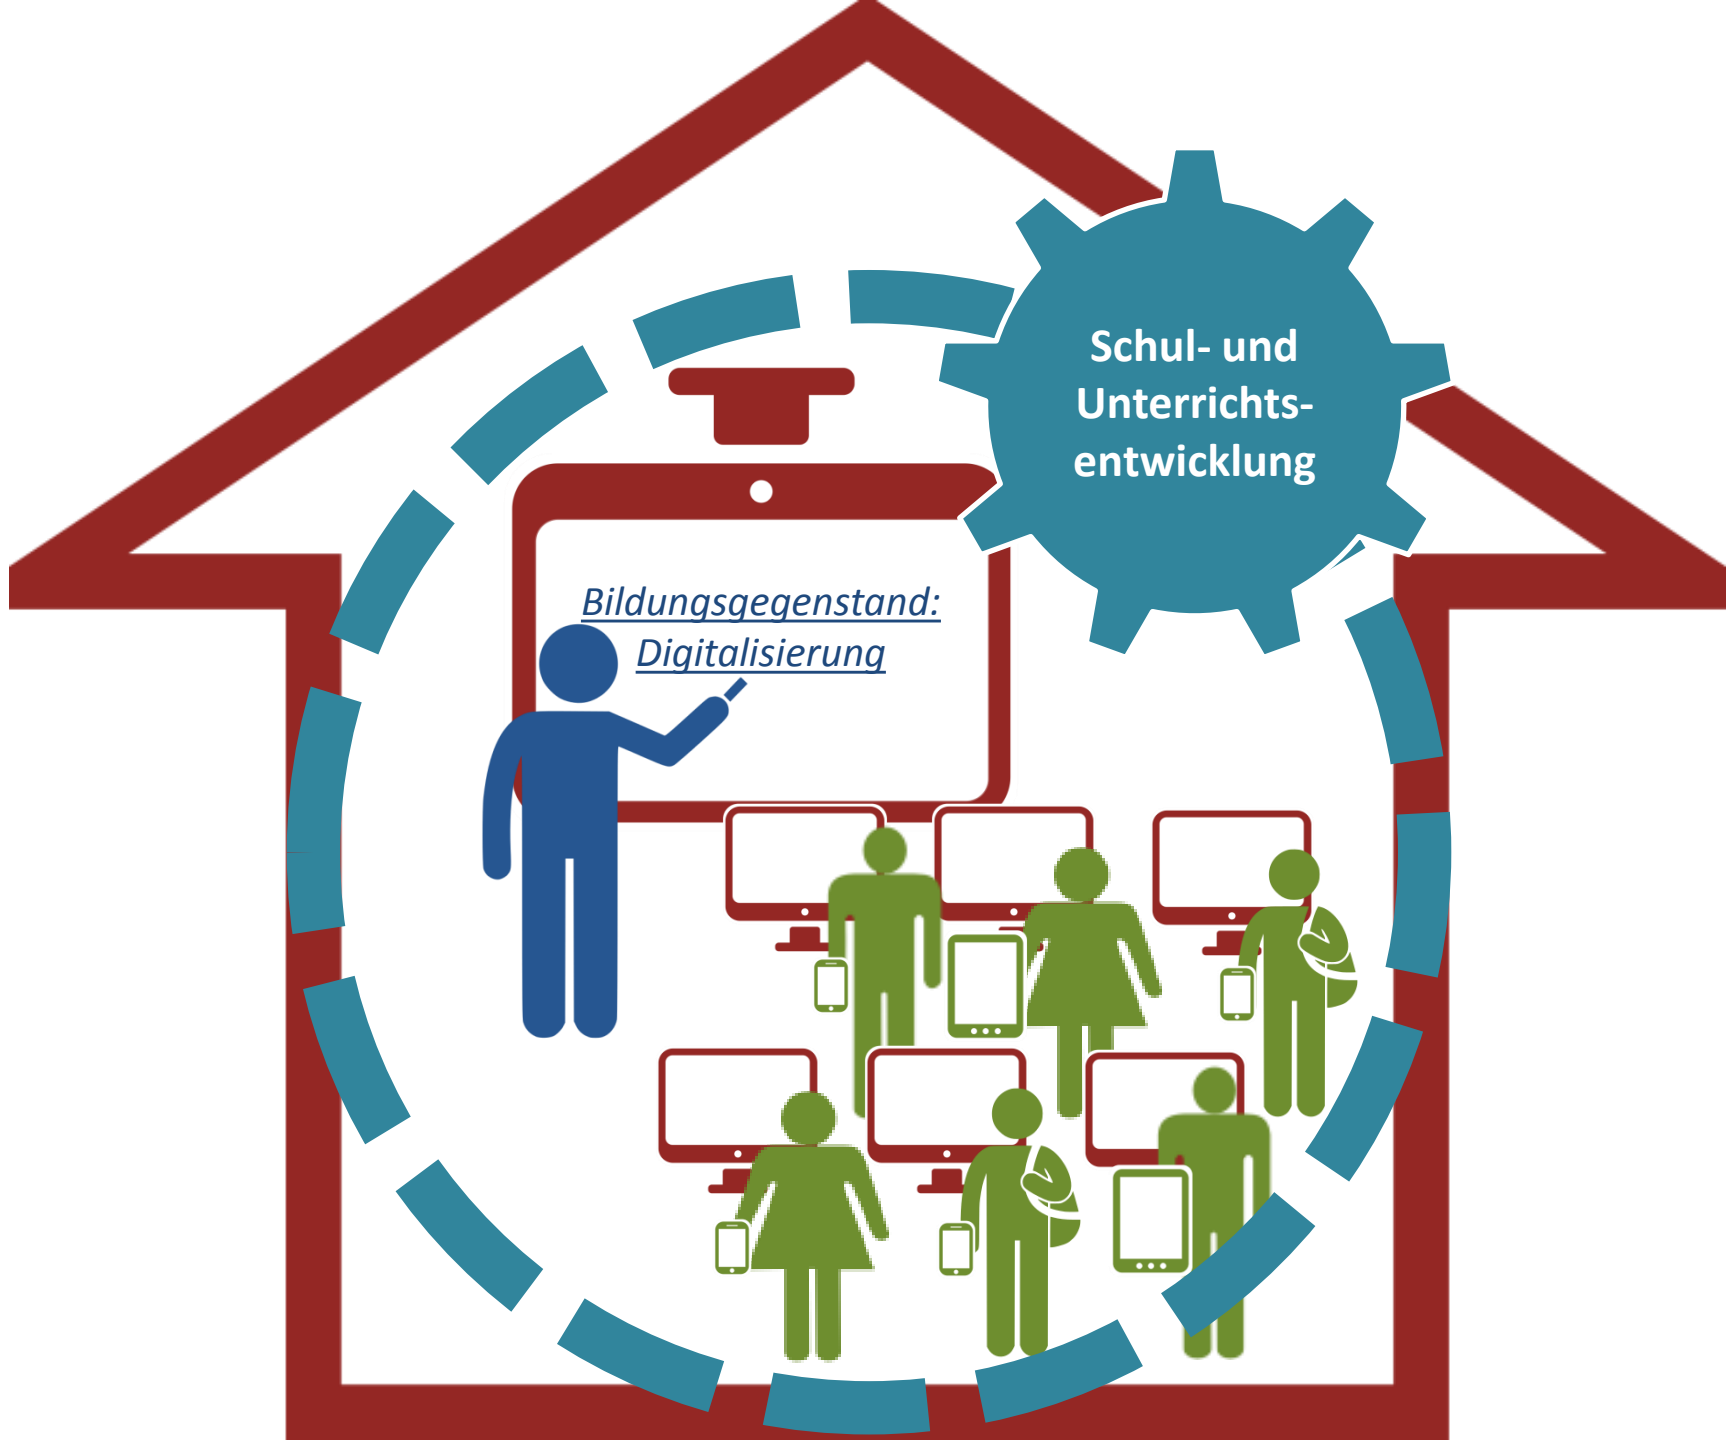 Schul- und
Unterrichts-
entwicklung
Bildungsgegenstand:
Digitalisierung